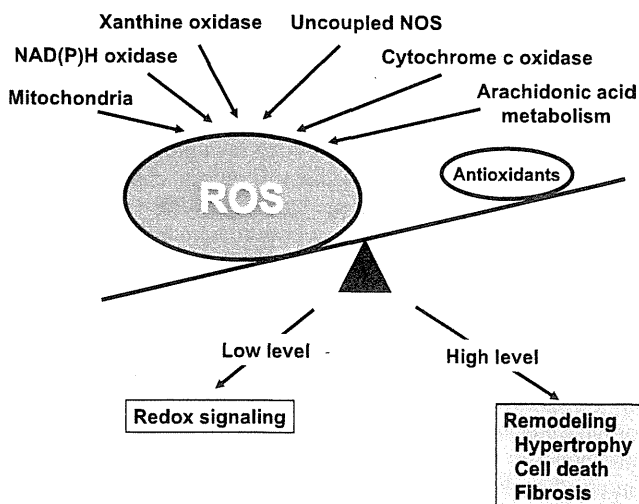 Xanthine oxidase
Uncoupled NOS
NAD(P)H oxidase
Cytochrome c oxidase
Mitochondria
Arachidonic acid
metabolism
ROS
Antioxidants
Low level
High level
Redox signaling
Remodeling
Hypertrophy
Cell death
Fibrosis